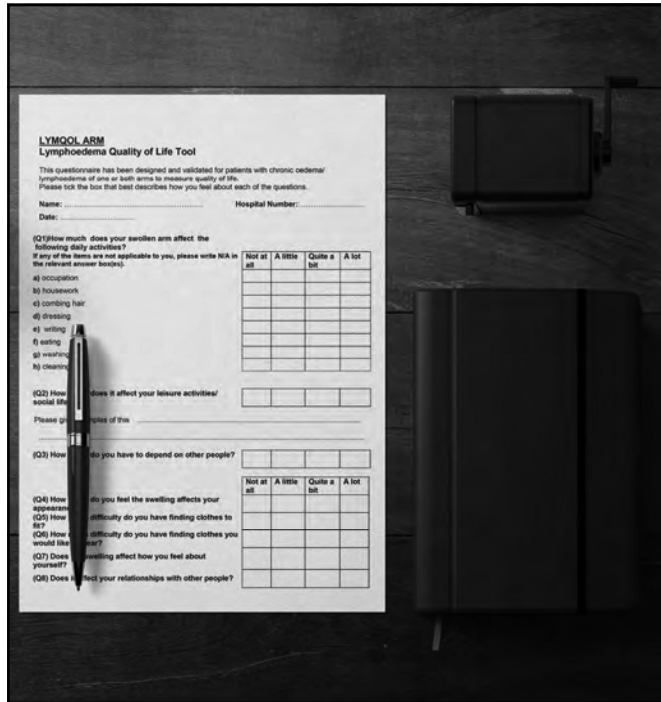 LYMQOL ARM
Lymphoedema Quality of Life Tool
This questionnaire has been designed and validated for patients with chronic oedema/
lymphoedema of one or both arms to measure quality of life.
Please tick the box that best describes how you feel about each of the questions.
Name: ............................................ Hospital Number: ......................
Date: ............................
(Q1)How much does your swollen arm affect the
following daily activities?
If any of the items are not applicable to you, please write N/A in
the relevant answer box(es).
Not at all A little Quite a bit A lot
a) occupation
b) housework
c) combing hair
d) dressing
e) writing
f) eating
g) washing
h) cleaning
(Q2) How does it affect your leisure activities/
social life
Please of this
(Q3) How do you have to depend on other people?
Not at all A little Quite a bit A lot
(Q4) How do you feel the swelling affects your
(Q5) How difficulty do you have finding clothes to
fit?
(Q6) How difficulty do you have finding clothes you
would like
(Q7) Does swelling affect how you feel about
yourself?
(Q8) Does your relationships with other people?